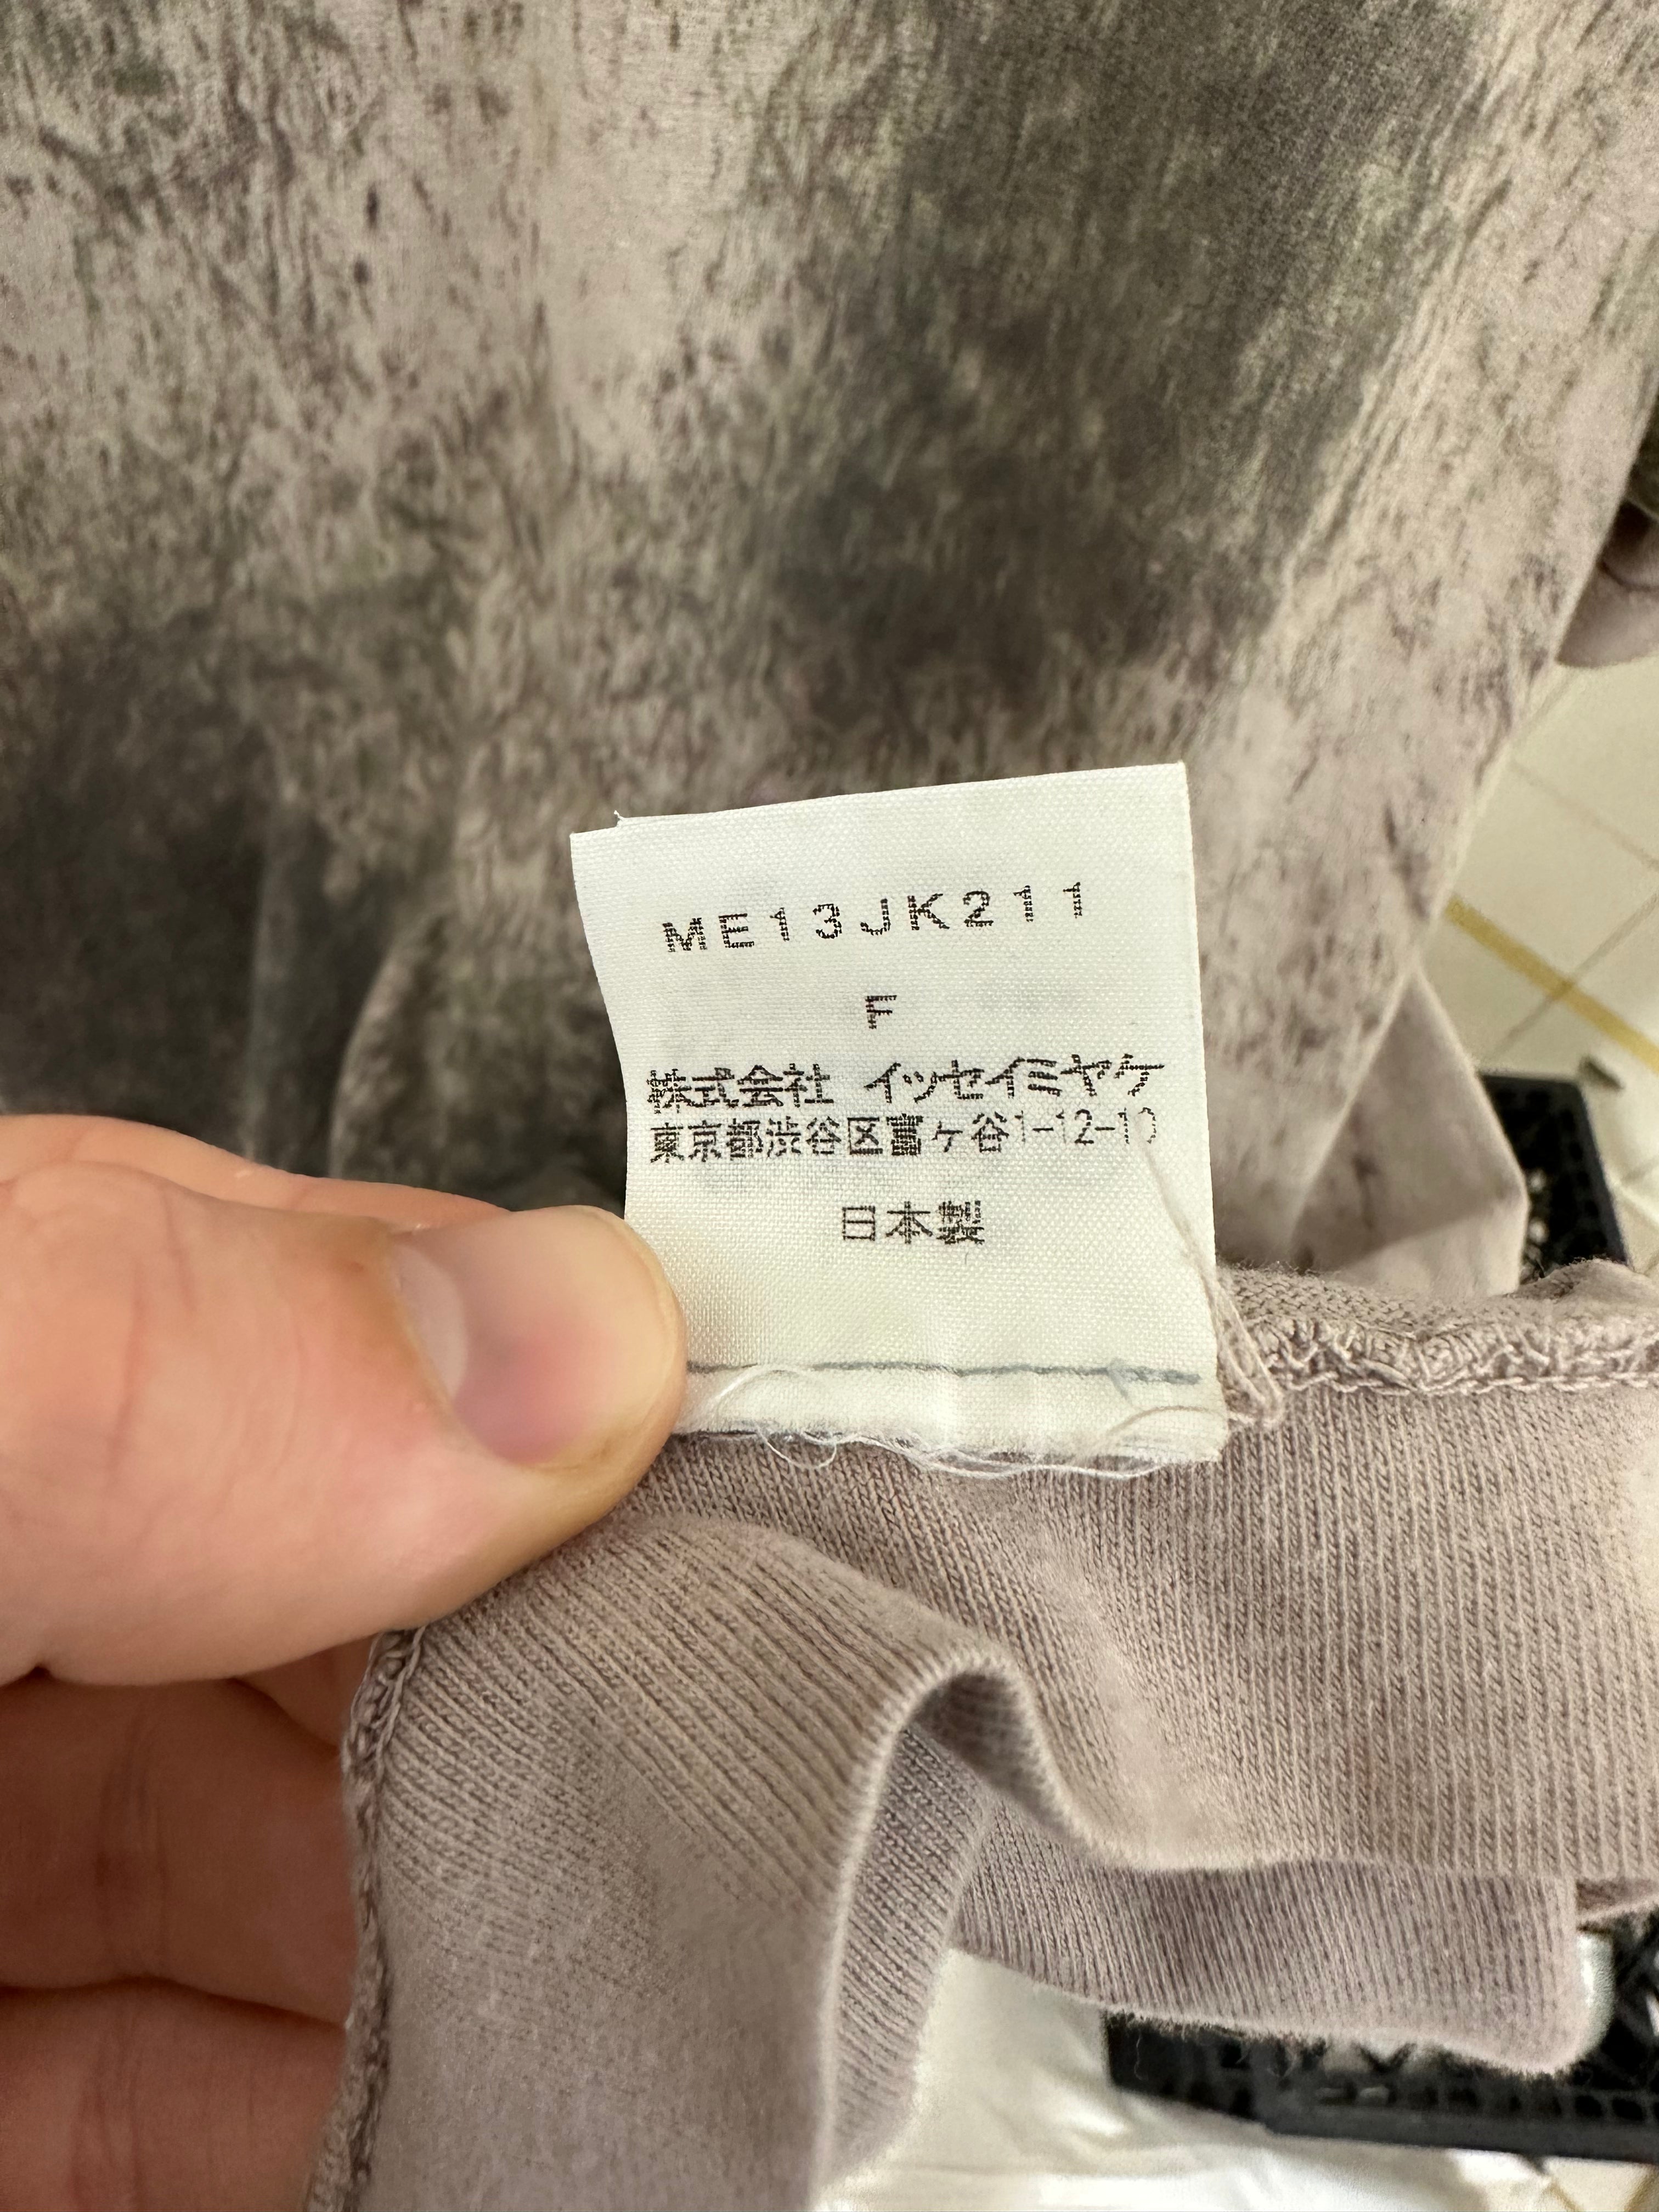 ME13JK211
F
株式会社 イッセイミヤケ
東京都渋谷区富ヶ谷1-12-10
日本製